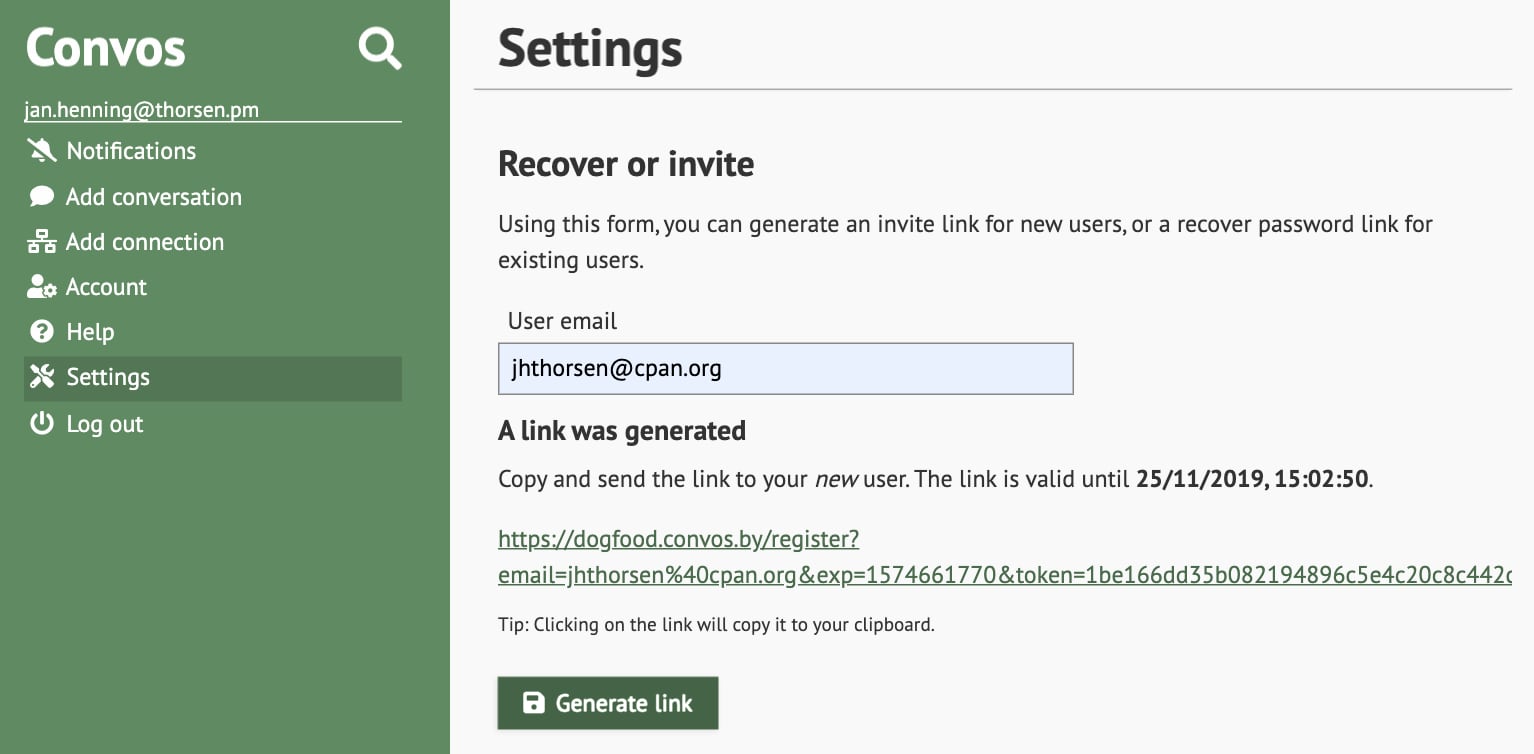 Convos
jan.henning@thorsen.pm
Notifications
Add conversation
Add connection
Account
Help
Settings
Log out
Settings
Recover or invite
Using this form, you can generate an invite link for new users, or a recover password link for
existing users.
User email
jhthorsen@cpan.org
A link was generated
Copy and send the link to your new user. The link is valid until 25/11/2019, 15:02:50.
https://dogfood.convos.by/register?
email=jhthorsen%40cpan.org&exp=1574661770&token=1be166dd35b082194896c5e4c20c8c442
Tip: Clicking on the link will copy it to your clipboard.
Generate link